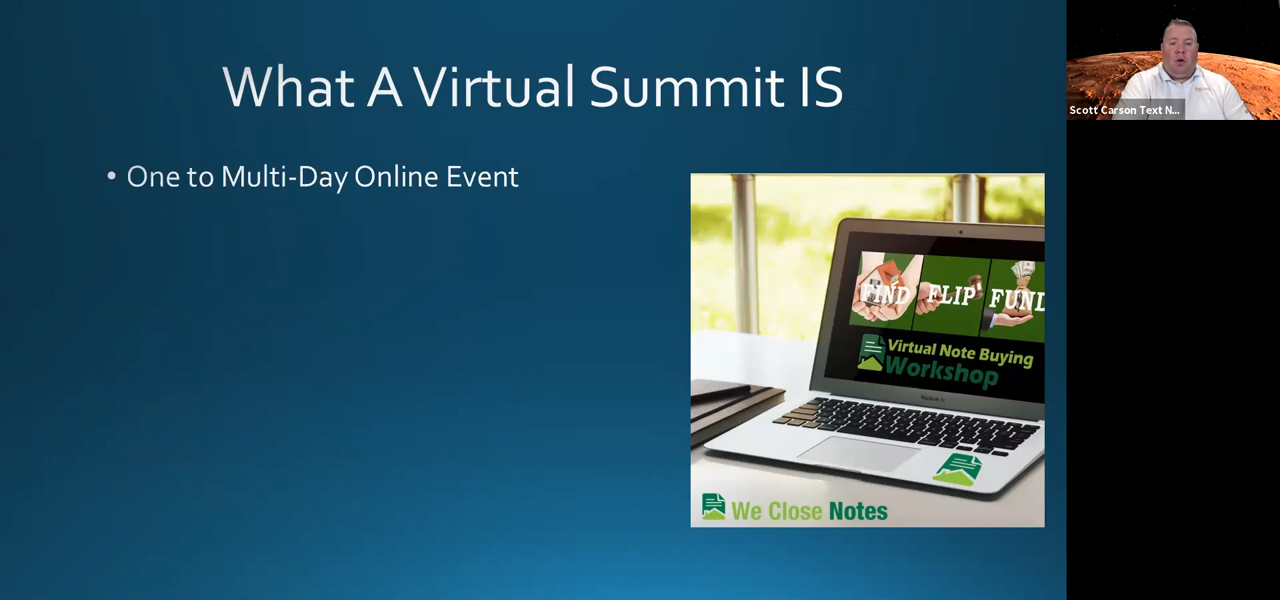 What A Virtual Summit IS
• One to Multi-Day Online Event
FIND FLIP FUND
Virtual Note Buying
Workshop
We Close Notes
Scott Carson Text N...